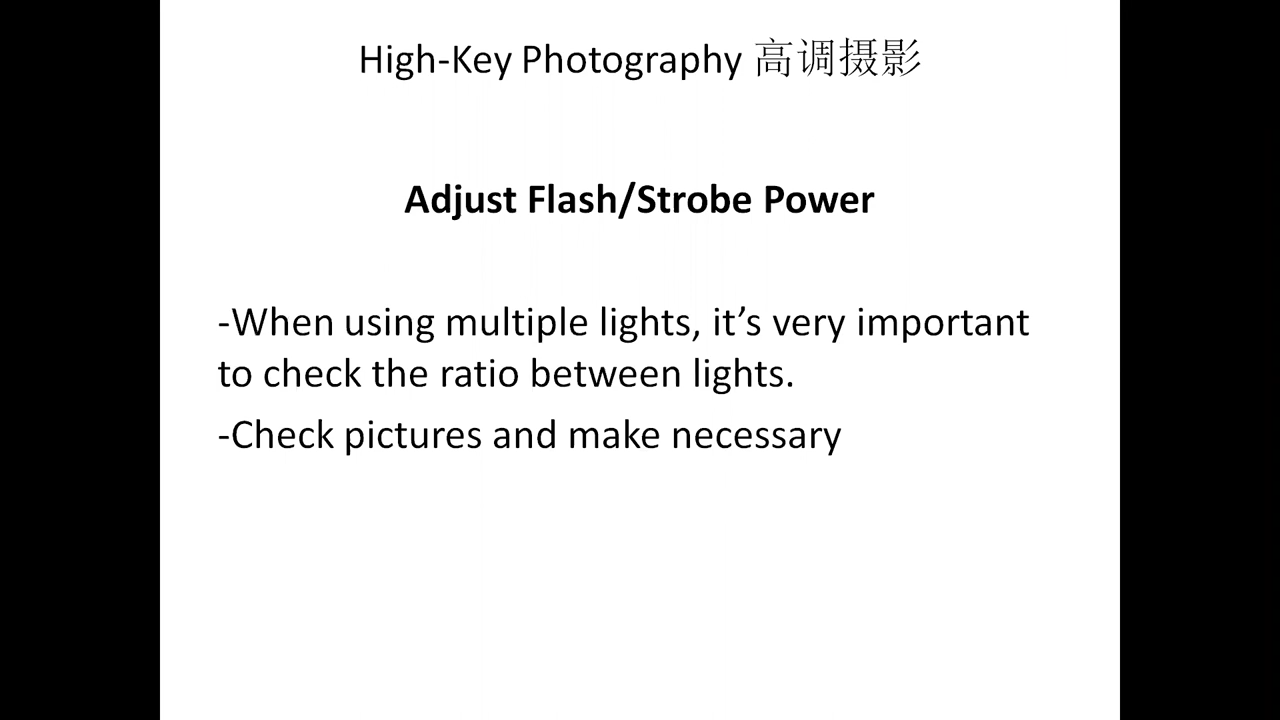 High-Key Photography 高调摄影
Adjust Flash/Strobe Power
-When using multiple lights, it’s very important
to check the ratio between lights.
-Check pictures and make necessary